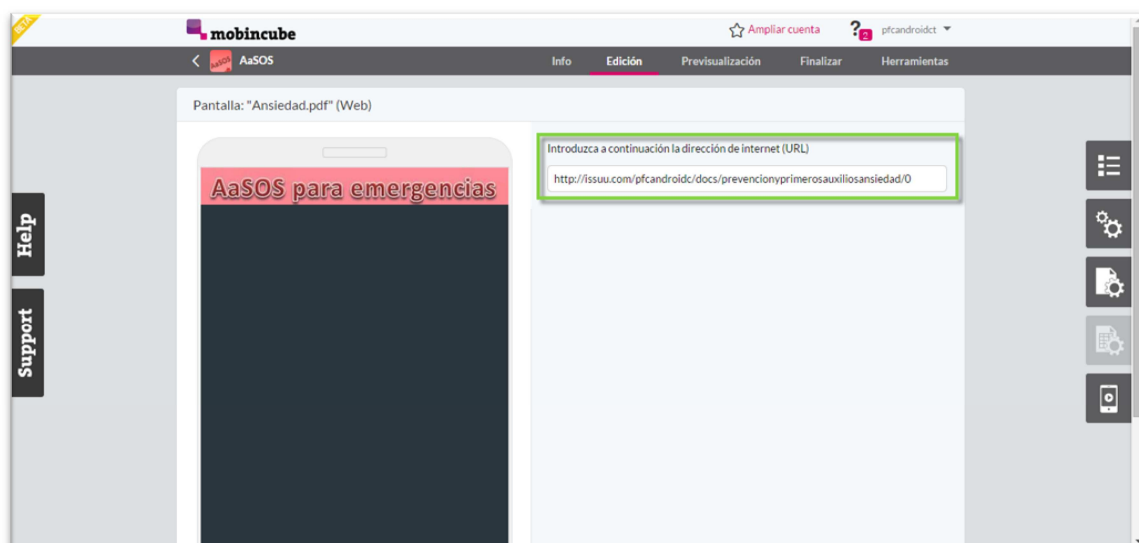 BETA
mobincube
Ampliar cuenta
?
pfcandroidct
AaSOS
AaSOS
Info
Edición
Previsualización
Finalizar
Herramientas
Pantalla: "Ansiedad.pdf" (Web)
Introduzca a continuación la dirección de internet (URL)
http://issuu.com/pfcandroidc/docs/prevencionyprimerosauxiliosansiedad/0
AaSOS para emergencias
Help
Support